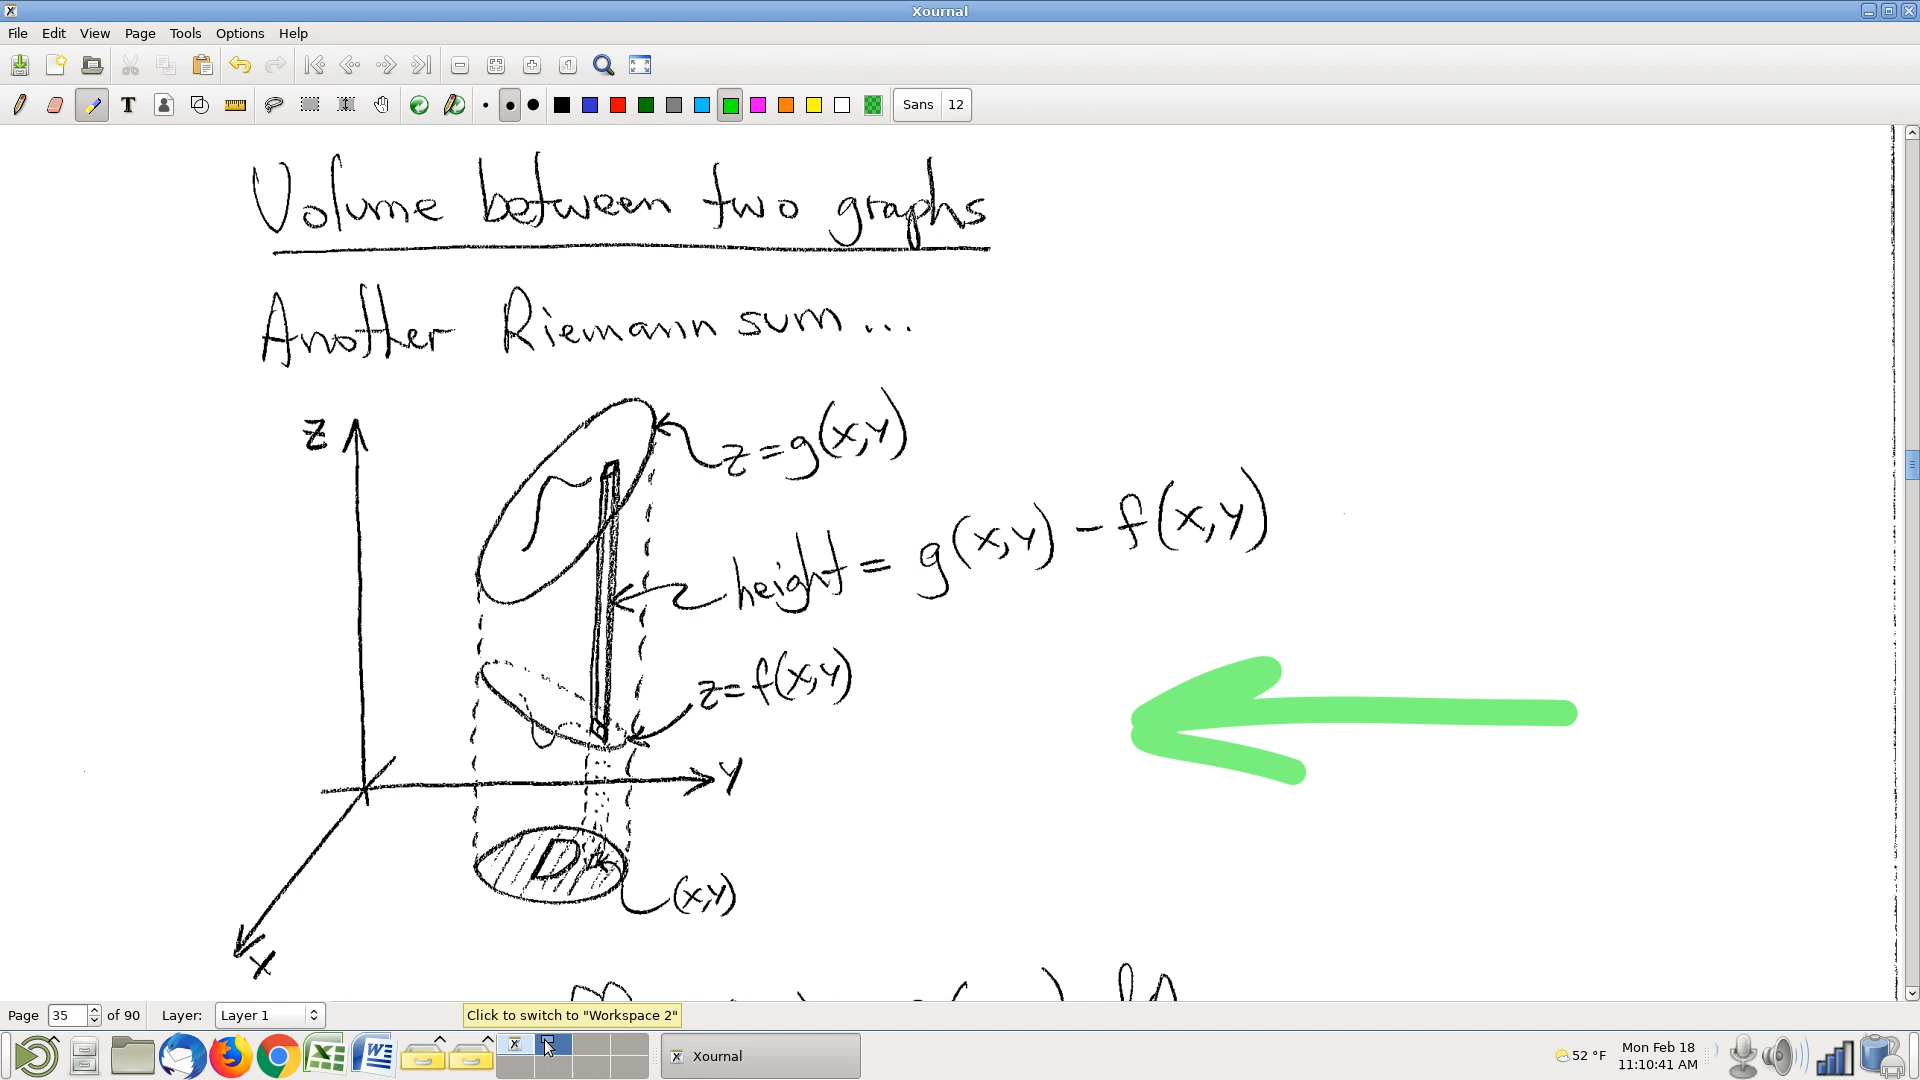 Xournal
File Edit View Page Tools Options Help
Sans 12
Volume between two graphs
Another Riemann sum...
z
z = g(x,y)
height = g(x,y) - f(x,y)
z = f(x,y)
y
D
(x,y)
x
Page 35 of 90 Layer: Layer 1
Click to switch to "Workspace 2"
Xournal
52 °F
Mon Feb 18
11:10:41 AM